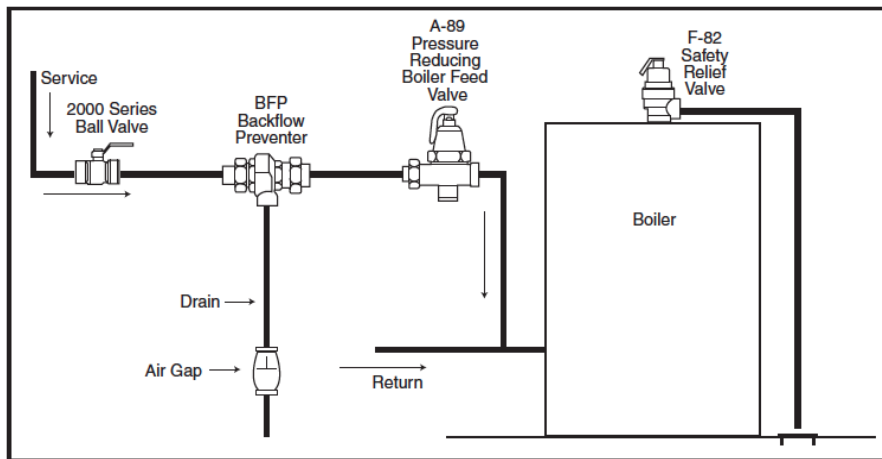 A-89
Pressure
Reducing
Boiler Feed
Valve
F-82
Safety
Relief
Valve
Service
2000 Series
Ball Valve
BFP
Backflow
Preventer
Boiler
Drain
Air Gap
Return